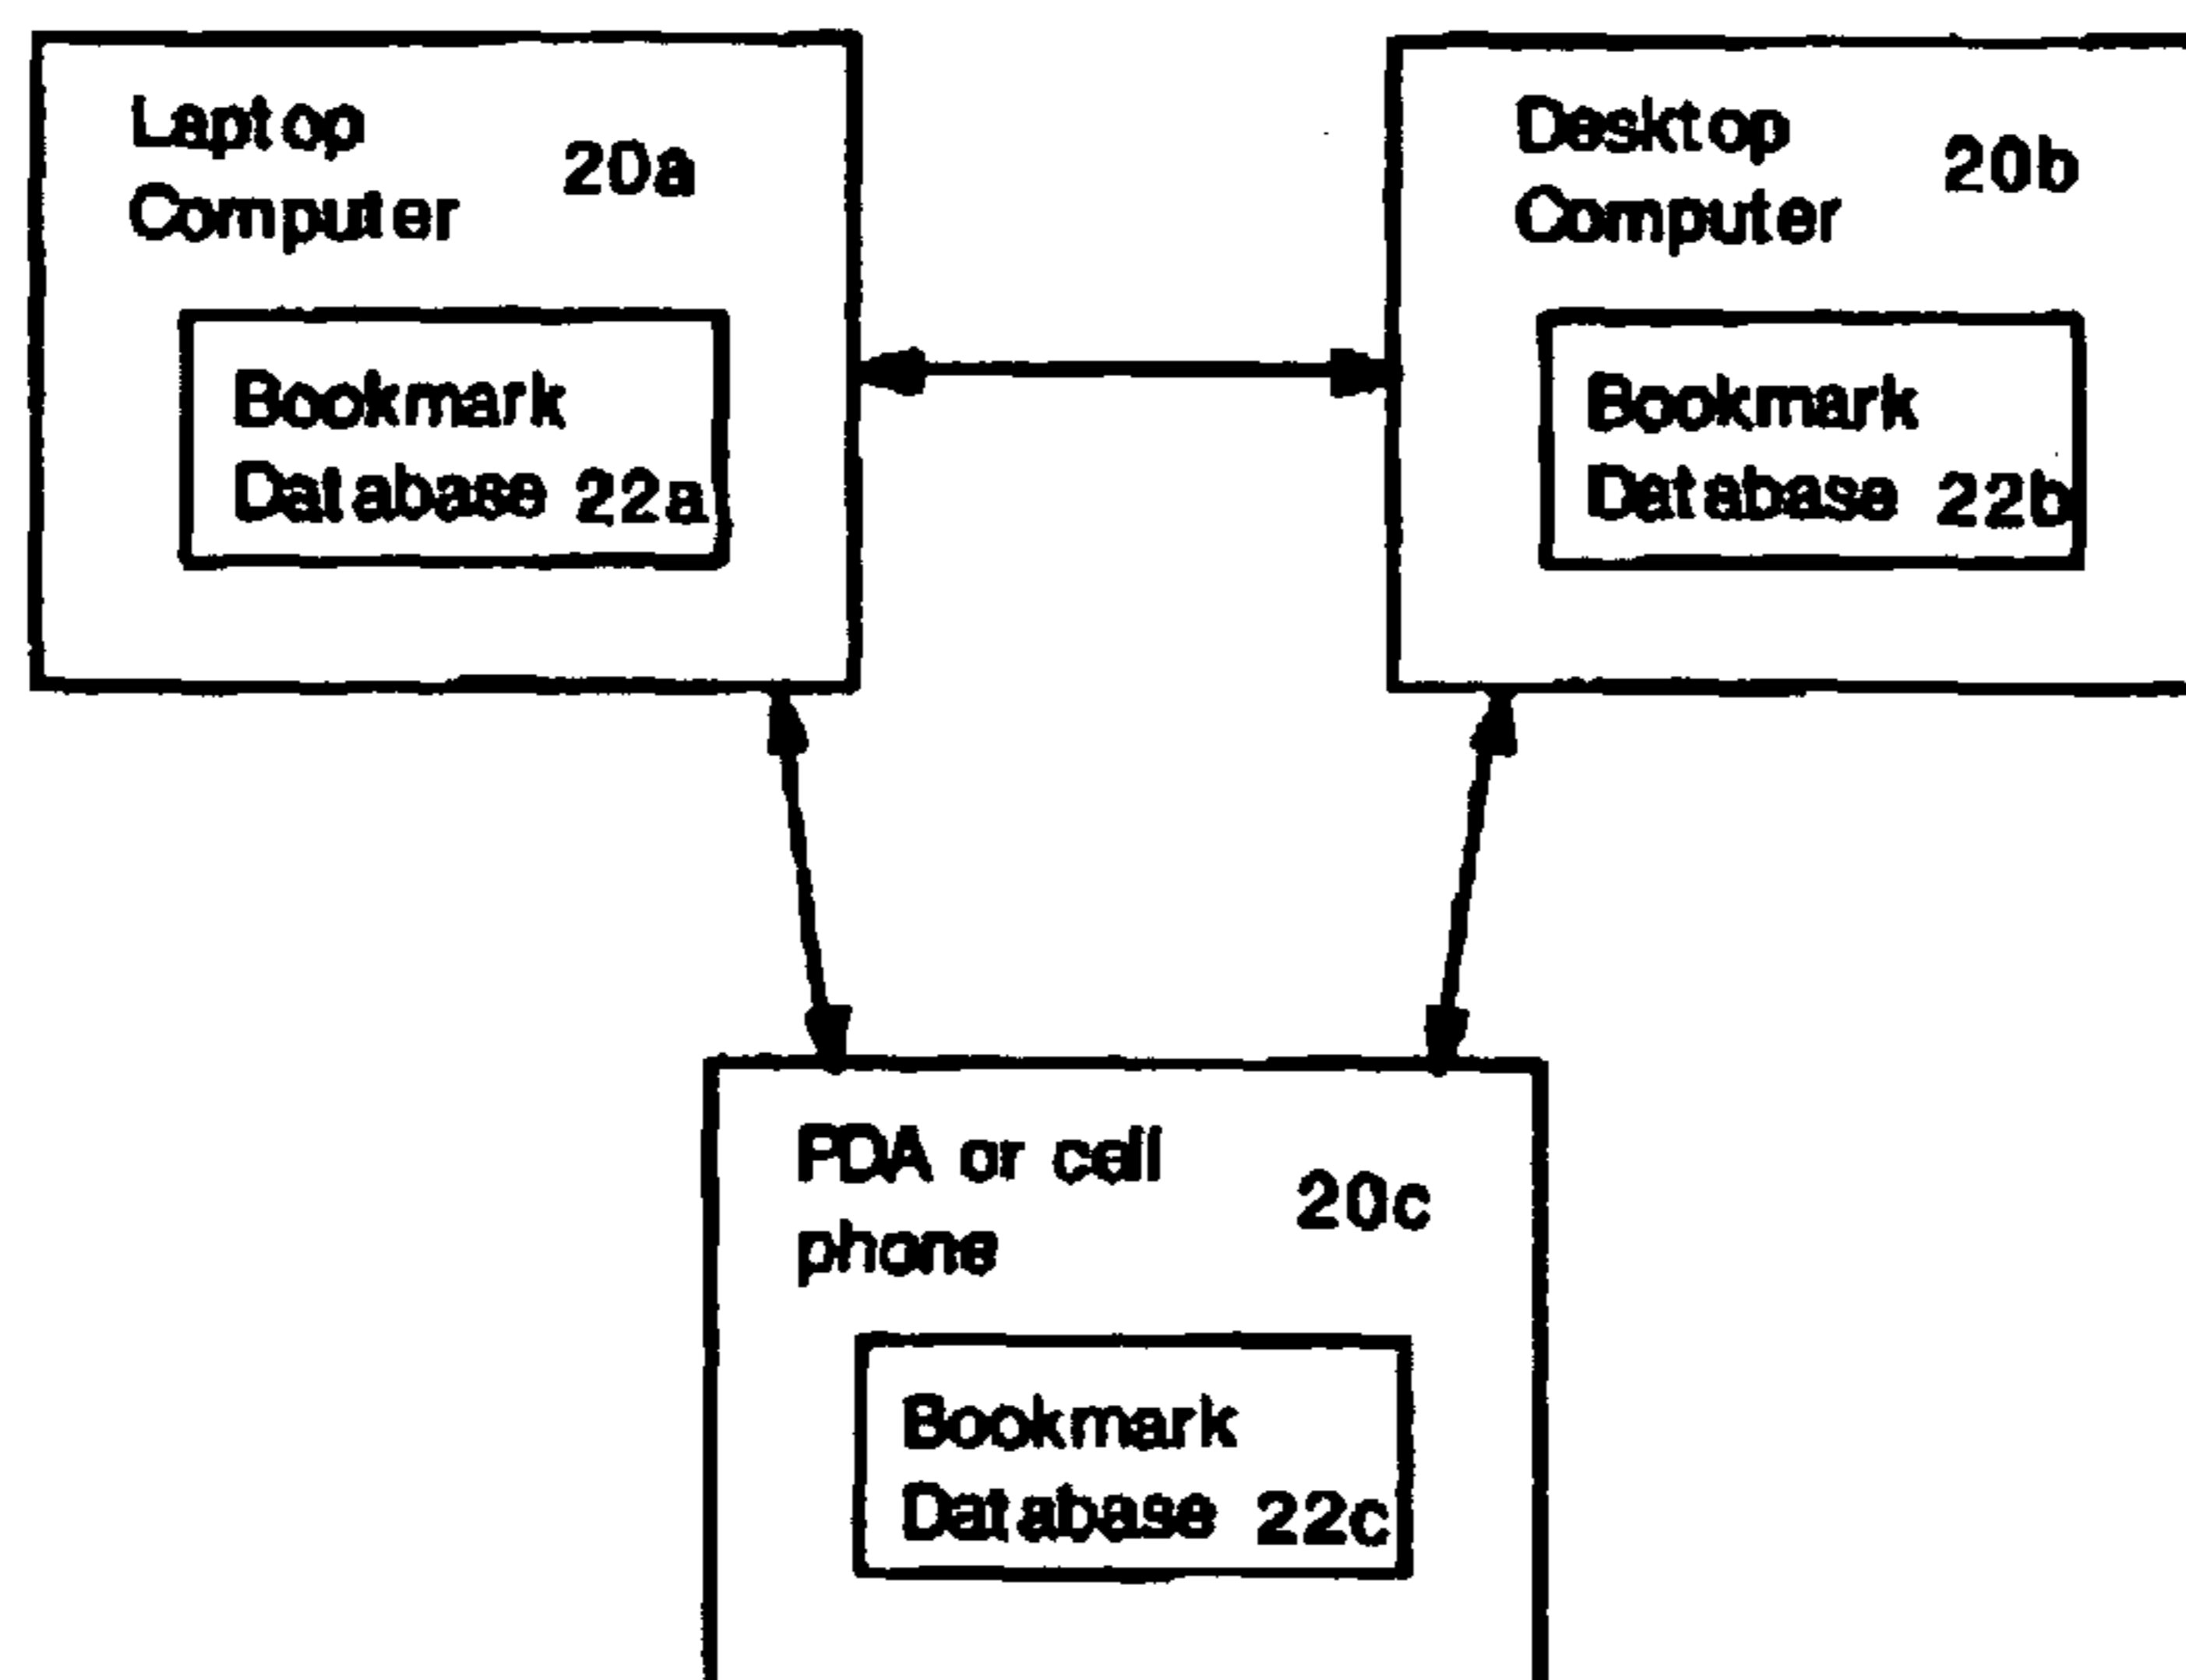 Laptop
Computer 20a
Bookmark
Database 22a
Desktop
Computer 20b
Bookmark
Database 22b
PDA or cell
phone 20c
Bookmark
Database 22c